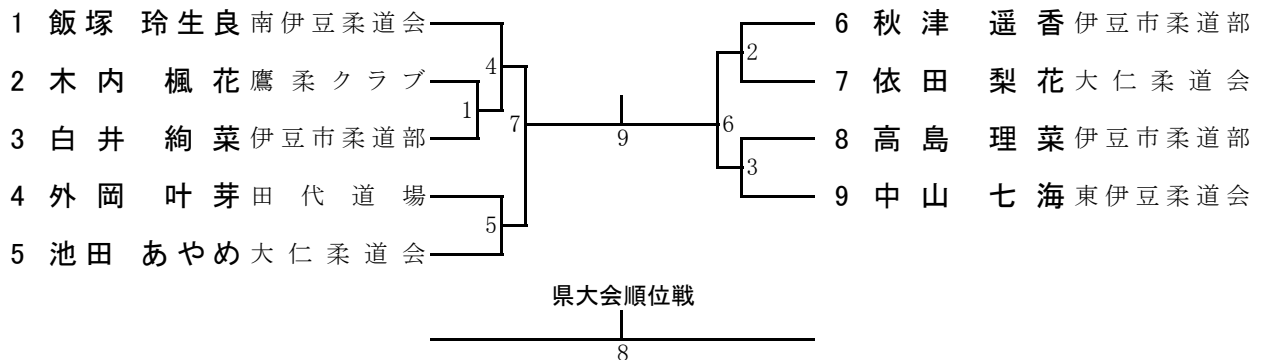 1 飯塚 玲生良 南伊豆柔道会
2 木内 楓花 鷹柔クラブ
3 白井 絢菜 伊豆市柔道部
4 外岡 叶芽 田代道場
5 池田 あやめ 大仁柔道会
4
1
7
5
9
6 秋津 遥香 伊豆市柔道部
7 依田 梨花 大仁柔道会
8 高島 理菜 伊豆市柔道部
9 中山 七海 東伊豆柔道会
2
6
3
県大会順位戦
8